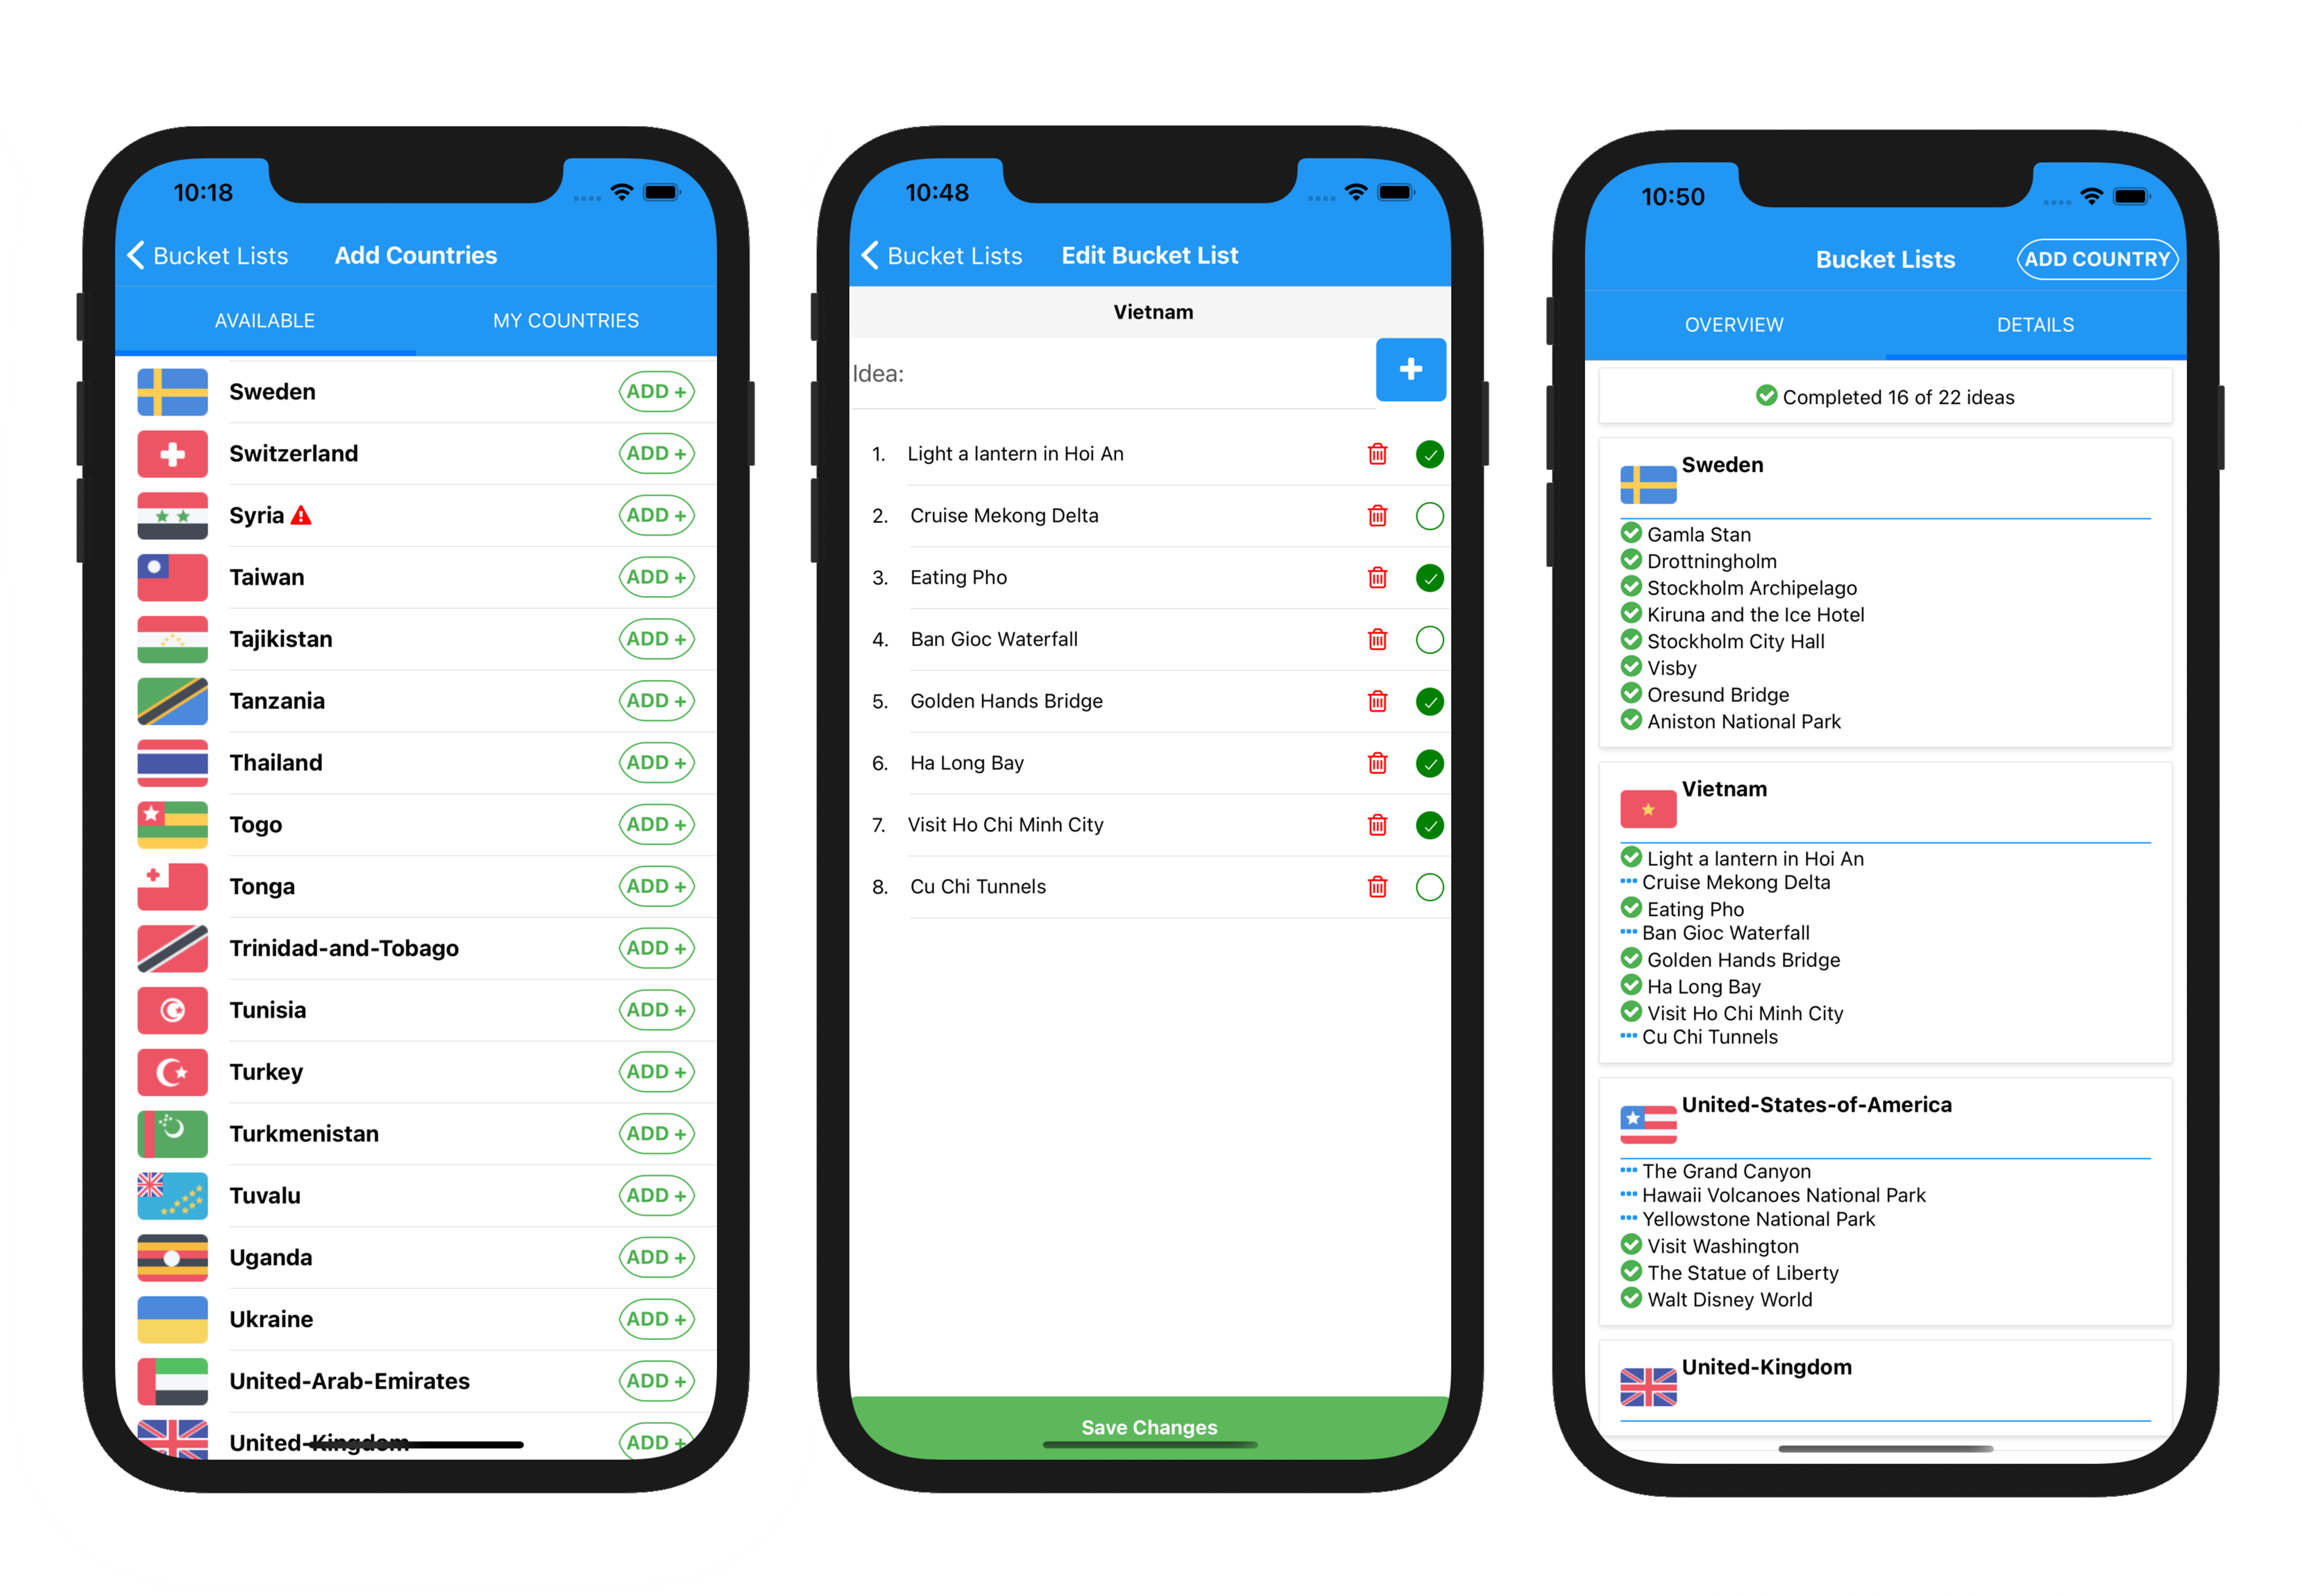 10:18
Bucket Lists
Add Countries
AVAILABLE
MY COUNTRIES
Sweden
ADD +
Switzerland
ADD +
Syria
ADD +
Taiwan
ADD +
Tajikistan
ADD +
Tanzania
ADD +
Thailand
ADD +
Togo
ADD +
Tonga
ADD +
Trinidad-and-Tobago
ADD +
Tunisia
ADD +
Turkey
ADD +
Turkmenistan
ADD +
Tuvalu
ADD +
Uganda
ADD +
Ukraine
ADD +
United-Arab-Emirates
ADD +
United-Kingdom
ADD +
10:48
Bucket Lists
Edit Bucket List
Vietnam
Idea:
+
1. Light a lantern in Hoi An
2. Cruise Mekong Delta
3. Eating Pho
4. Ban Gioc Waterfall
5. Golden Hands Bridge
6. Ha Long Bay
7. Visit Ho Chi Minh City
8. Cu Chi Tunnels
Save Changes
10:50
Bucket Lists
ADD COUNTRY
OVERVIEW
DETAILS
Completed 16 of 22 ideas
Sweden
Gamla Stan
Drottningholm
Stockholm Archipelago
Kiruna and the Ice Hotel
Stockholm City Hall
Visby
Oresund Bridge
Aniston National Park
Vietnam
Light a lantern in Hoi An
Cruise Mekong Delta
Eating Pho
Ban Gioc Waterfall
Golden Hands Bridge
Ha Long Bay
Visit Ho Chi Minh City
Cu Chi Tunnels
United-States-of-America
The Grand Canyon
Hawaii Volcanoes National Park
Yellowstone National Park
Visit Washington
The Statue of Liberty
Walt Disney World
United-Kingdom